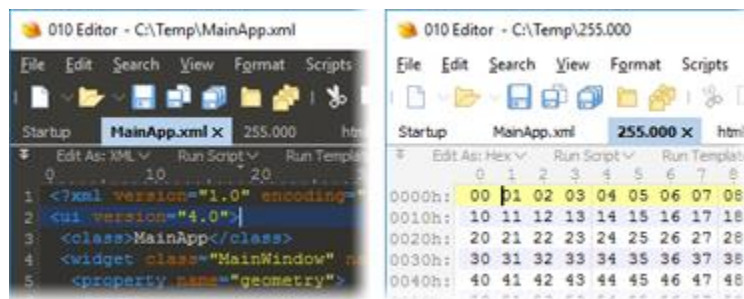 010 Editor - C:\Temp\MainApp.xml
File Edit Search View Format Scripts
Startup MainApp.xml × 255.000 html
Edit As: XML Run Script Run Templa
0 10 20
1 <?xml version="1.0" encoding="
2 <ui version="4.0">
3 <class>MainApp</class>
4 <widget class="MainWindow" na
5 <property name="geometry">
010 Editor - C:\Temp\255.000
File Edit Search View Format Scripts
Startup MainApp.xml 255.000 × html
Edit As: Hex Run Script Run Templat
0 1 2 3 4 5 6 7 8
0000h: 00 01 02 03 04 05 06 07 08
0010h: 10 11 12 13 14 15 16 17 18
0020h: 20 21 22 23 24 25 26 27 28
0030h: 30 31 32 33 34 35 36 37 38
0040h: 40 41 42 43 44 45 46 47 48